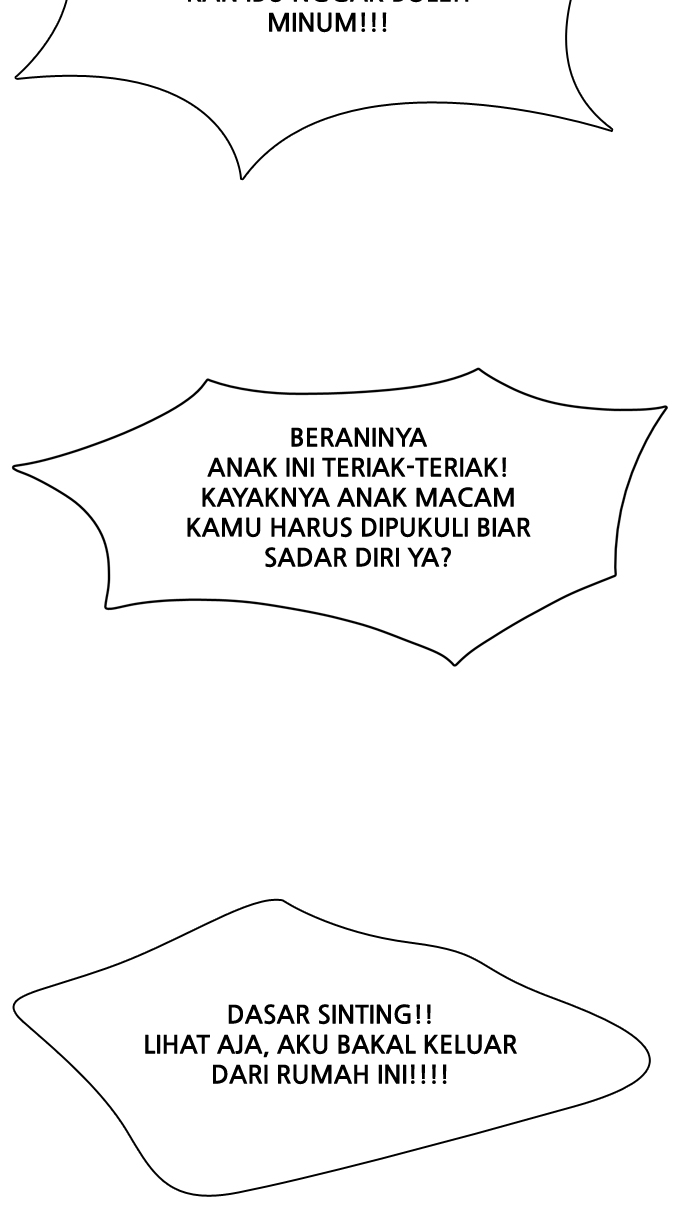 MINUM!!!
BERANINYA
ANAK INI TERIAK-TERIAK!
KAYAKNYA ANAK MACAM
KAMU HARUS DIPUKULI BIAR
SADAR DIRI YA?
DASAR SINTING!!
LIHAT AJA, AKU BAKAL KELUAR
DARI RUMAH INI!!!!